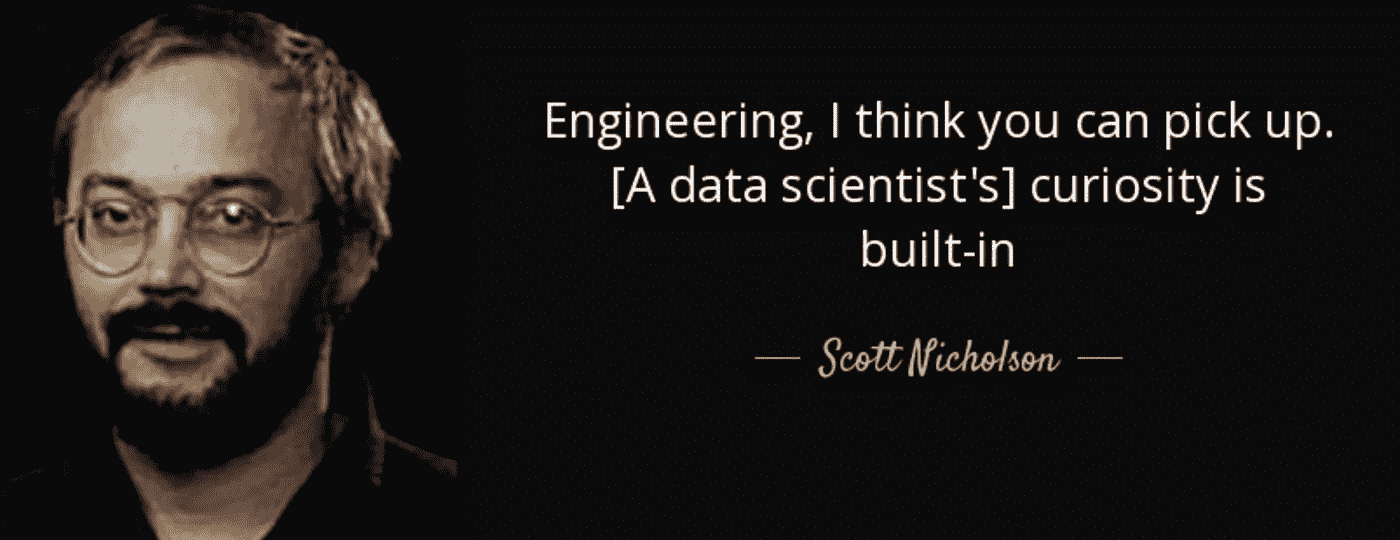 Engineering, I think you can pick up.
[A data scientist's] curiosity is
built-in
— Scott Nicholson —